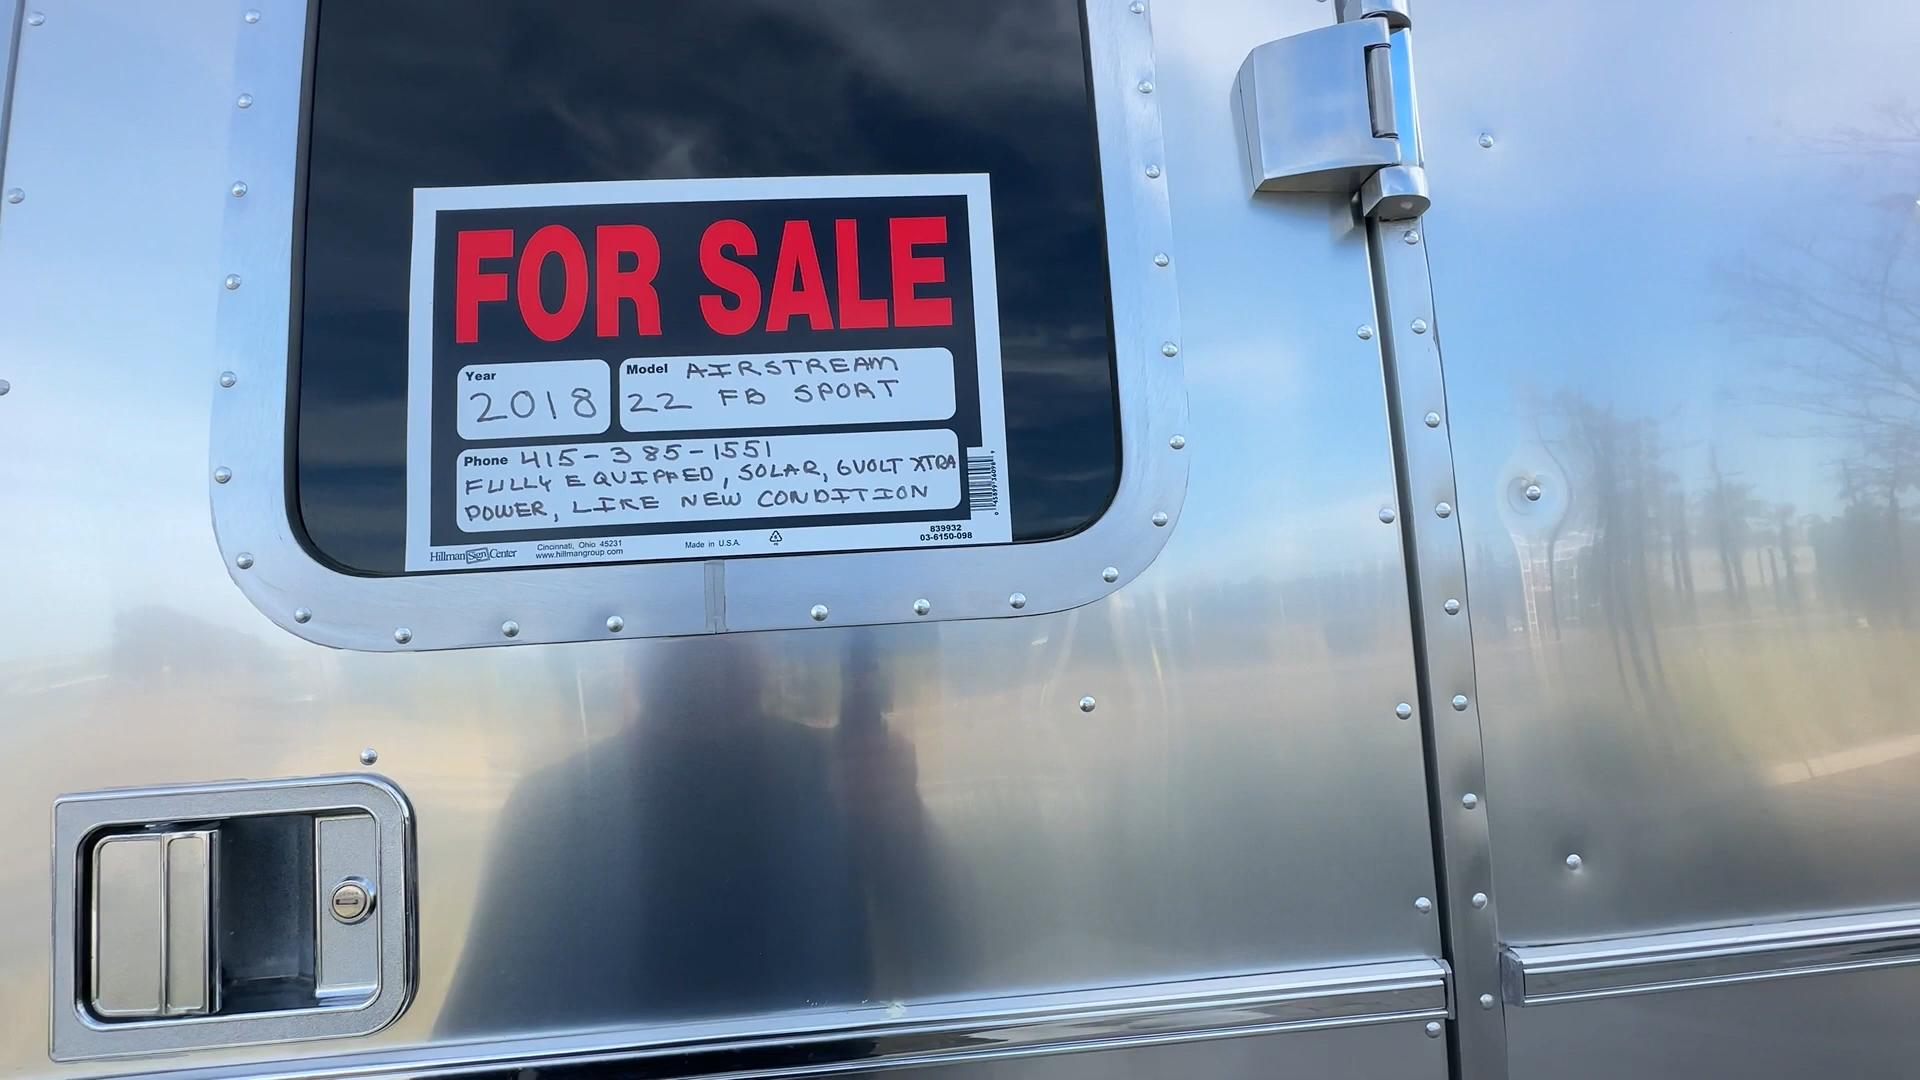 FOR SALE
Year
2018
Model AIRSTREAM
22 FB SPORT
Phone 415-385-1551
FULLY EQUIPPED, SOLAR, 6VOLT XTRA
POWER, LIKE NEW CONDITION
Hillman Sign Center
Cincinnati, Ohio 45231
www.hillmangroup.com
Made in U.S.A.
839932
03-6150-098